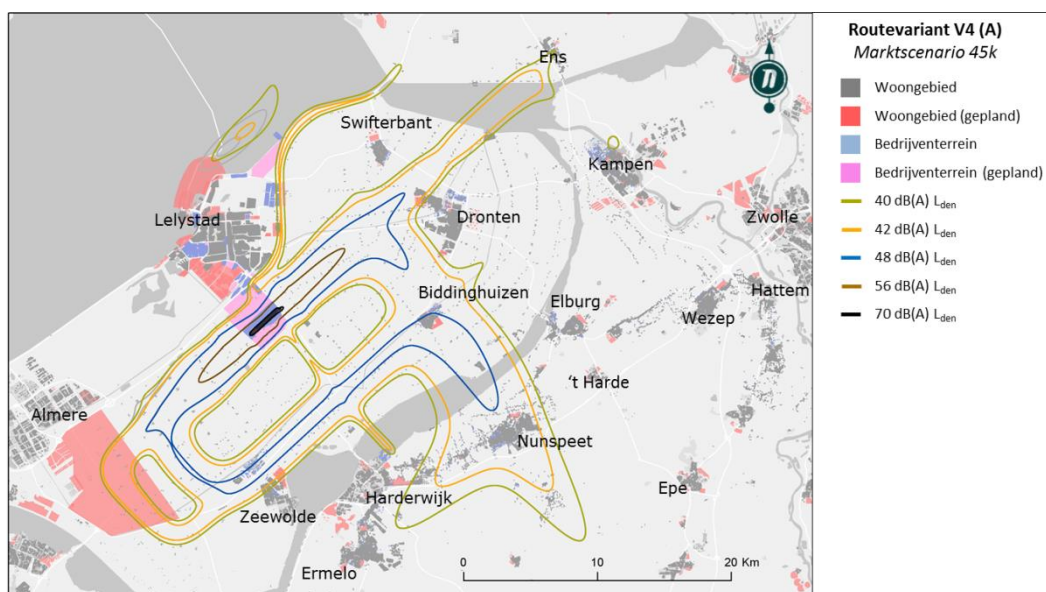 Routevariant V4 (A)
Marktscenario 45k
Woongebied
Woongebied (gepland)
Bedrijventerrein
Bedrijventerrein (gepland)
40 dB(A) Lden
42 dB(A) Lden
48 dB(A) Lden
56 dB(A) Lden
70 dB(A) Lden
Ens
Swifterbant
Kampen
Lelystad
Dronten
Zwolle
Biddinghuizen
Elburg
Hattem
Wezep
't Harde
Almere
Nunspeet
Harderwijk
Epe
Zeewolde
Ermelo
0 10 20 Km